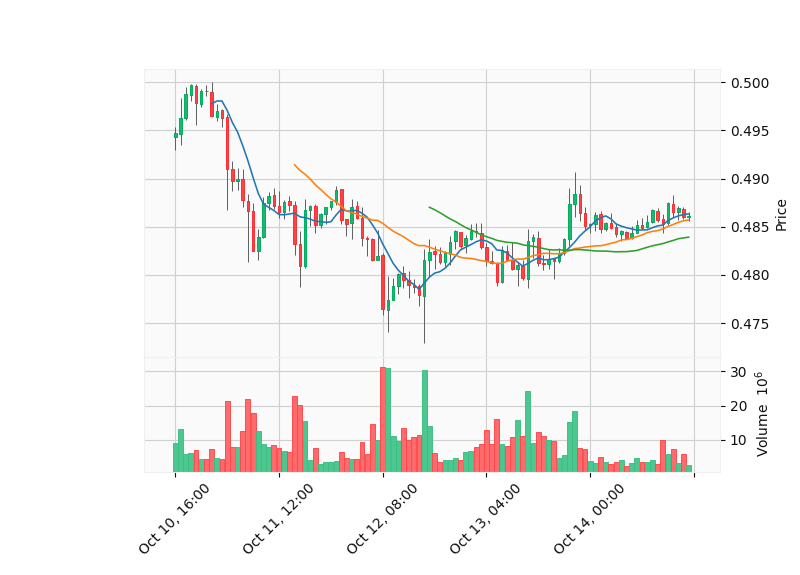 0.500
0.495
0.490
0.485
0.480
0.475
Price
30
20
10
Volume 10^6
Oct 10, 16:00
Oct 11, 12:00
Oct 12, 08:00
Oct 13, 04:00
Oct 14, 00:00